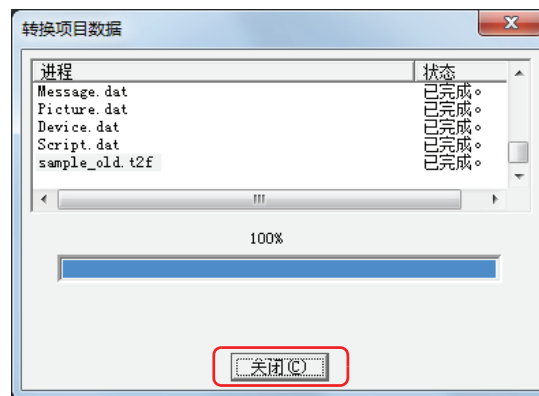 转换项目数据
进程 状态
Message.dat 已完成。
Picture.dat 已完成。
Device.dat 已完成。
Script.dat 已完成。
sample_old.t2f 已完成。
100%
关闭(C)